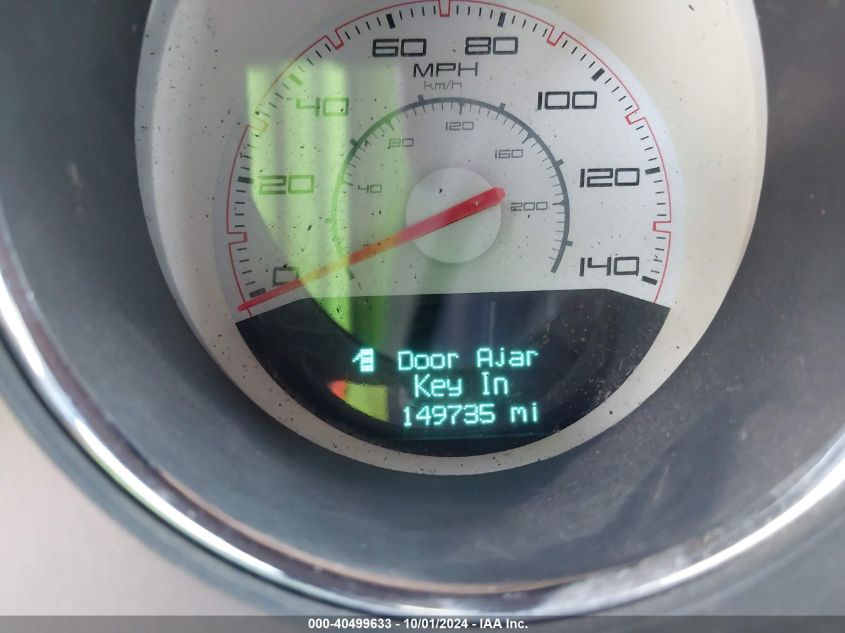 60 80
MPH
km/h
40 100
80 120 160
20 40 200 120
0 140
Door Ajar
Key In
149735 mi
000-40499633 - 10/01/2024 - IAA Inc.